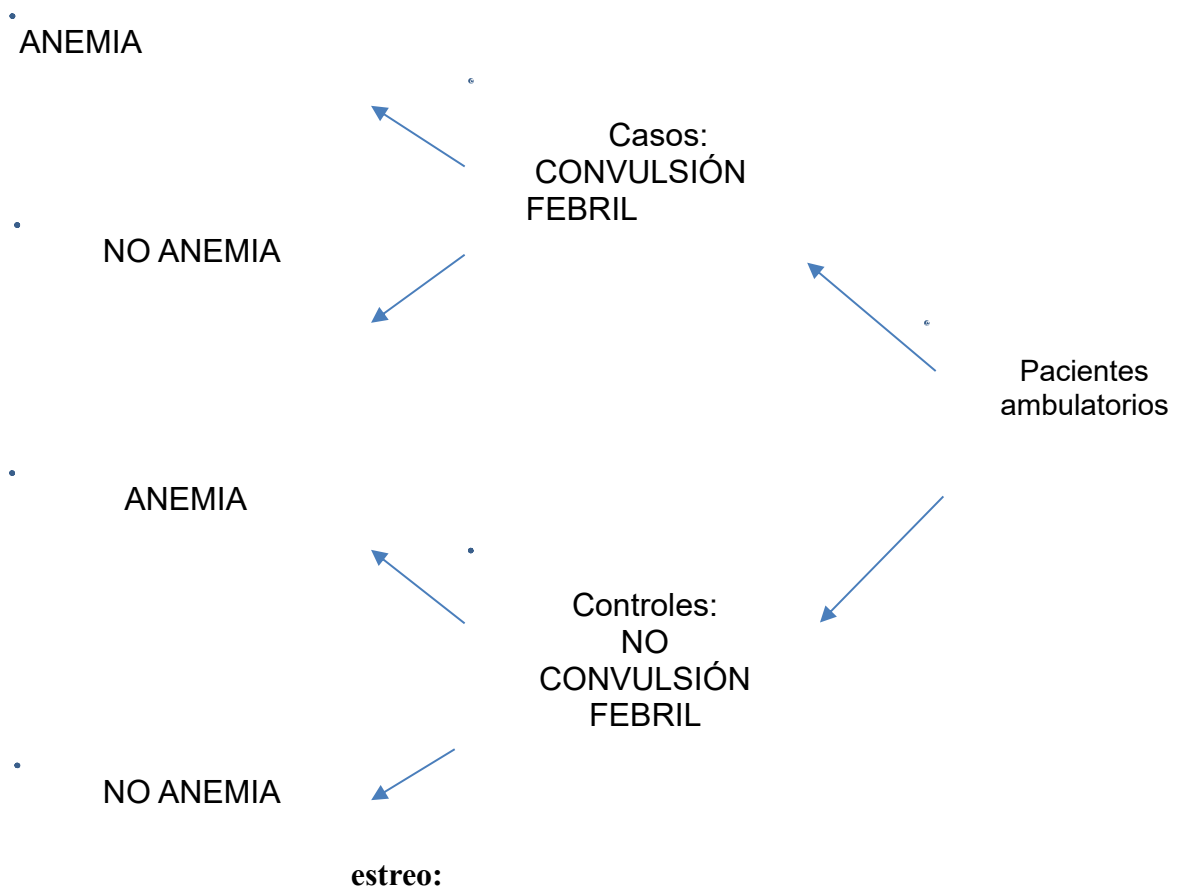 ANEMIA
Casos:
CONVULSIÓN
FEBRIL
NO ANEMIA
Pacientes
ambulatorios
ANEMIA
Controles:
NO
CONVULSIÓN
FEBRIL
NO ANEMIA
estreo: